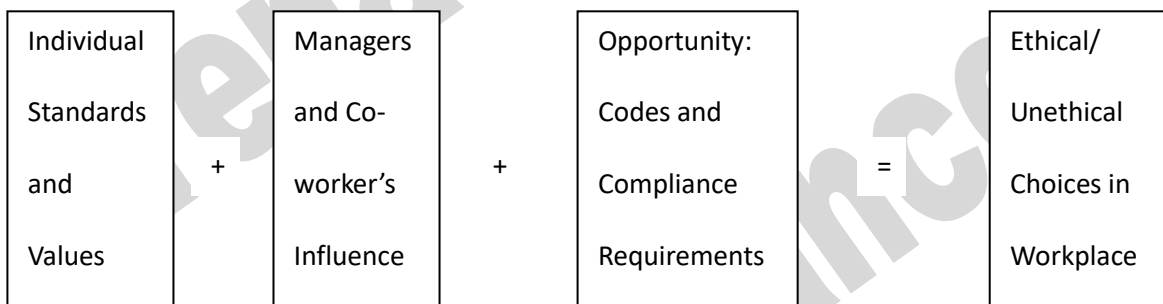 Individual
Standards
and
Values
+
Managers
and Co-
worker's
Influence
+
Opportunity:
Codes and
Compliance
Requirements
=
Ethical/
Unethical
Choices in
Workplace